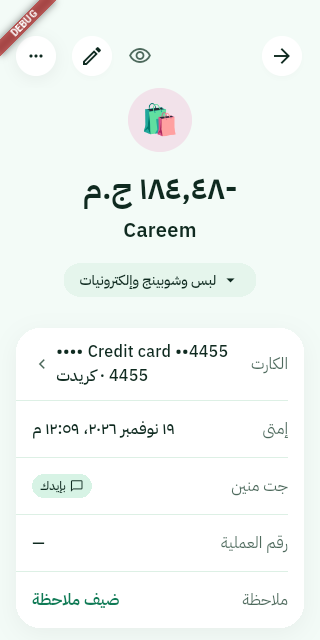 DEBUG
-١٨٤,٤٨ ج.م
Careem
لبس وشوبينج وإلكترونيات
الكارت
•••• Credit card ••4455
4455 · كريدت
إمتى
١٩ نوفمبر ٢٠٢٦، ١٢:٥٩ م
جت منين
بإيدك
رقم العملية
—
ملاحظة
ضيف ملاحظة